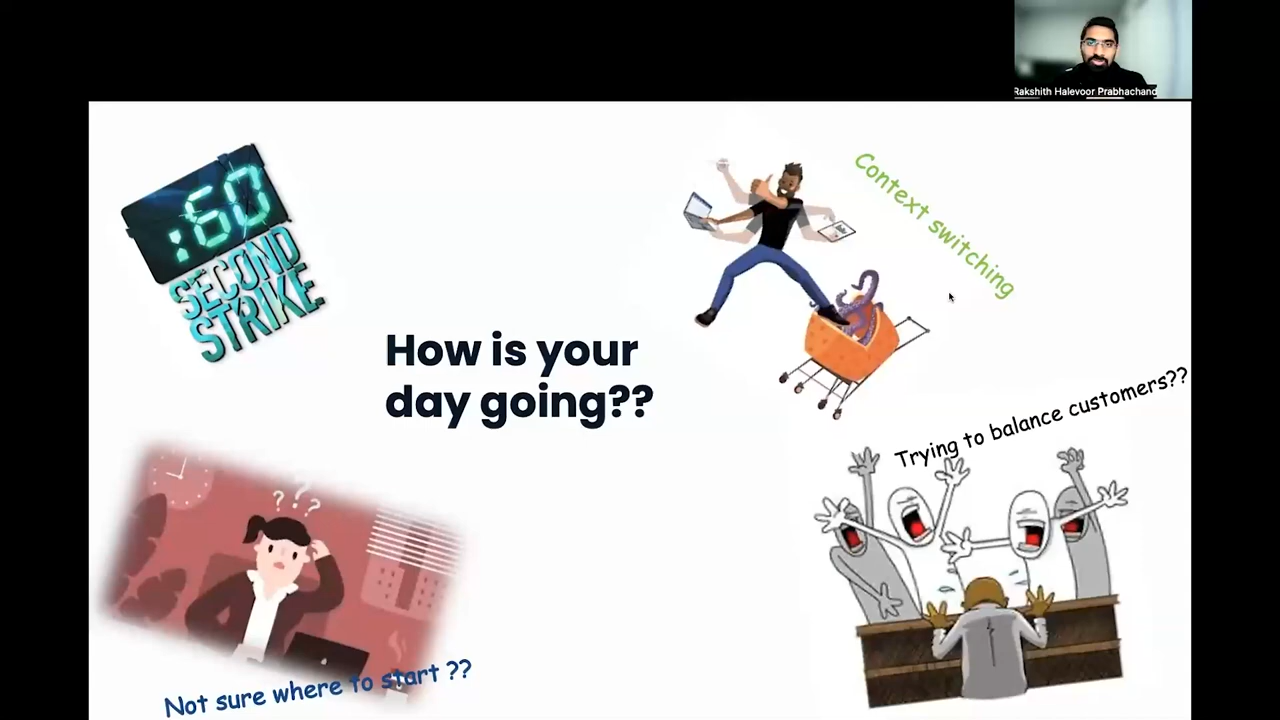 Rakshith Halevoor Prabhachand
:60
SECOND
STRIKE
Context switching
How is your
day going??
Trying to balance customers??
? ? ?
Not sure where to start ??